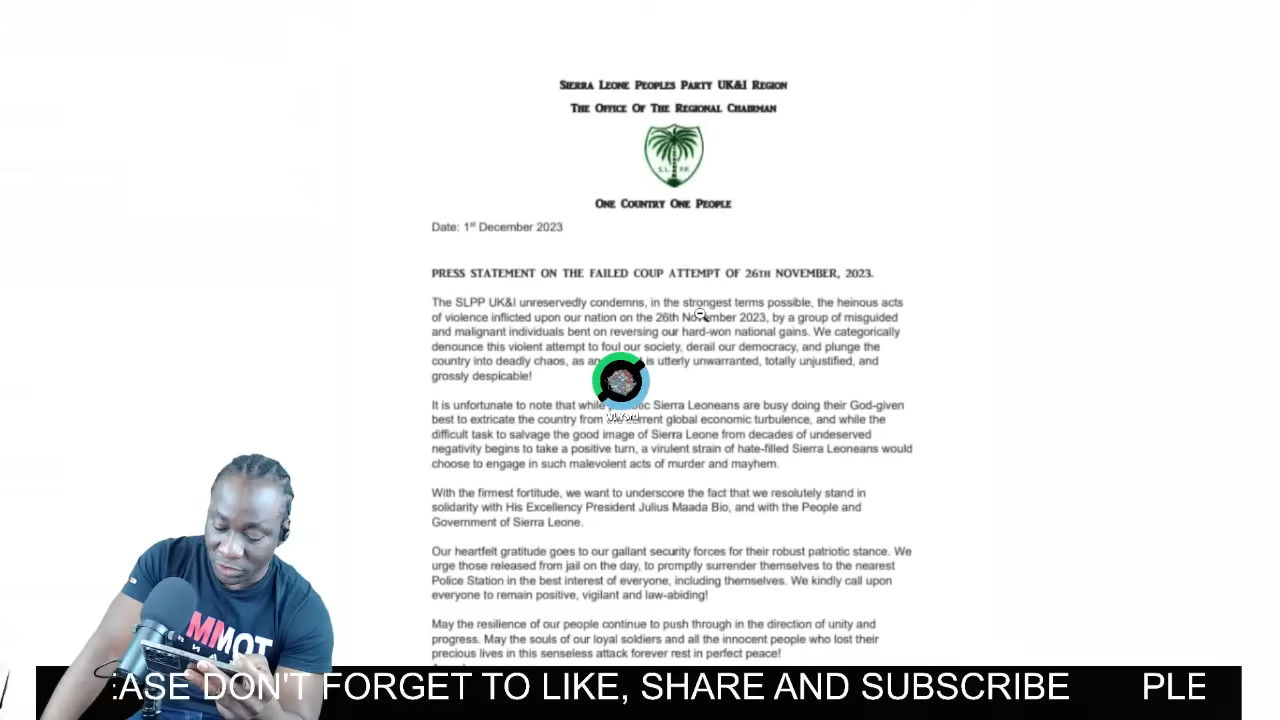 SIERRA LEONE PEOPLES PARTY UK&I REGION
THE OFFICE OF THE REGIONAL CHAIRMAN
S.L.P.P.
ONE COUNTRY ONE PEOPLE
Date: 1st December 2023
PRESS STATEMENT ON THE FAILED COUP ATTEMPT OF 26TH NOVEMBER, 2023.
The SLPP UK&I unreservedly condemns, in the strongest terms possible, the heinous acts
of violence inflicted upon our nation on the 26th November 2023, by a group of misguided
and malignant individuals bent on reversing our hard-won national gains. We categorically
denounce this violent attempt to foul our society, derail our democracy, and plunge the
country into deadly chaos, as an is utterly unwarranted, totally unjustified, and
grossly despicable!
It is unfortunate to note that while Sierra Leoneans are busy doing their God-given
best to extricate the country from current global economic turbulence, and while the
difficult task to salvage the good image of Sierra Leone from decades of undeserved
negativity begins to take a positive turn, a virulent strain of hate-filled Sierra Leoneans would
choose to engage in such malevolent acts of murder and mayhem.
With the firmest fortitude, we want to underscore the fact that we resolutely stand in
solidarity with His Excellency President Julius Maada Bio, and with the People and
Government of Sierra Leone.
Our heartfelt gratitude goes to our gallant security forces for their robust patriotic stance. We
urge those released from jail on the day, to promptly surrender themselves to the nearest
Police Station in the best interest of everyone, including themselves. We kindly call upon
everyone to remain positive, vigilant and law-abiding!
May the resilience of our people continue to push through in the direction of unity and
progress. May the souls of our loyal soldiers and all the innocent people who lost their
precious lives in this senseless attack forever rest in perfect peace!
MMOT
:ASE DON'T FORGET TO LIKE, SHARE AND SUBSCRIBE PLE